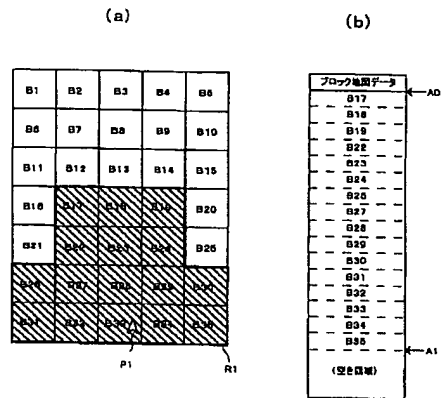 (a)
B1 B2 B3 B4 B5
B6 B7 B8 B9 B10
B11 B12 B13 B14 B15
B16 B17 B18 B19 B20
B21 B22 B23 B24 B25
B26 B27 B28 B29 B30
B31 B32 B33 B34 B35
P1
R1
(b)
ブロック地図データ
A0
B17
B18
B19
B22
B23
B24
B26
B27
B28
B29
B30
B31
B32
B33
B34
B35
A1
(空き区域)